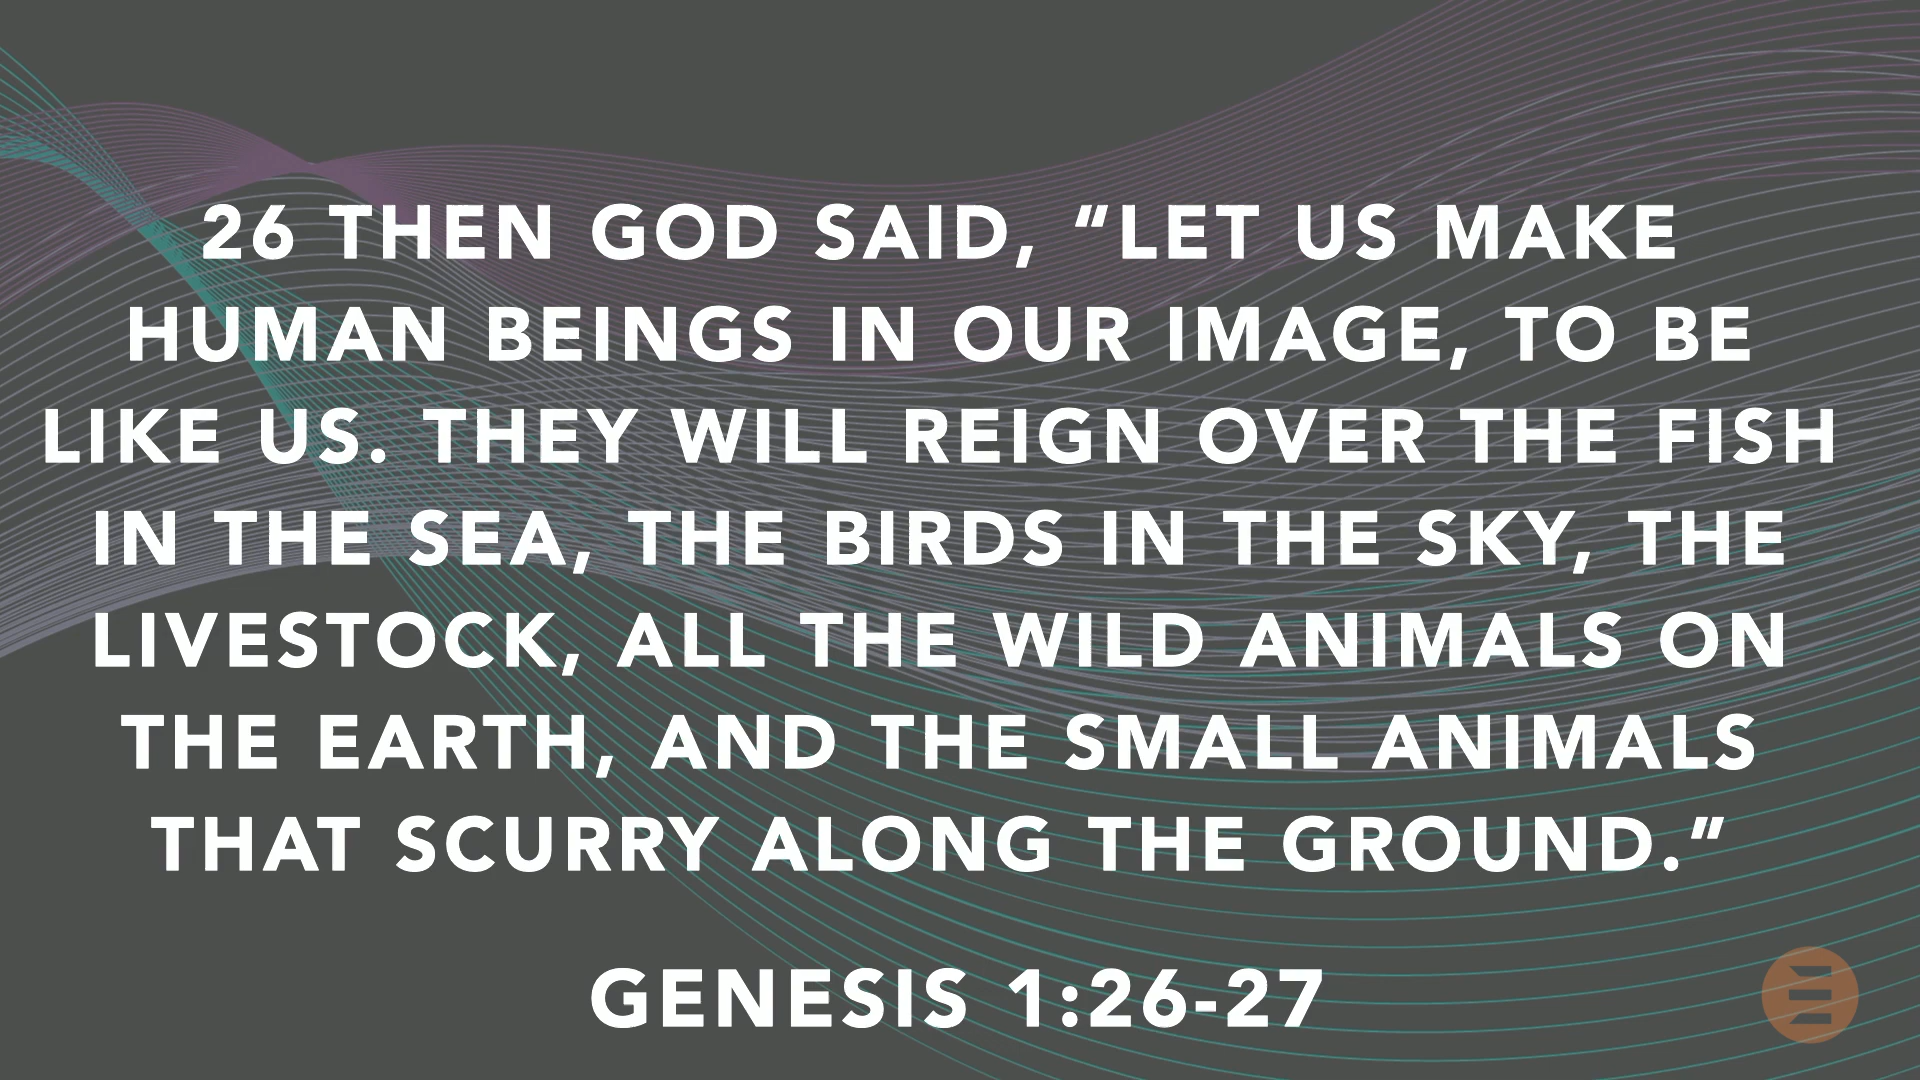 26 THEN GOD SAID, “LET US MAKE
HUMAN BEINGS IN OUR IMAGE, TO BE
LIKE US. THEY WILL REIGN OVER THE FISH
IN THE SEA, THE BIRDS IN THE SKY, THE
LIVESTOCK, ALL THE WILD ANIMALS ON
THE EARTH, AND THE SMALL ANIMALS
THAT SCURRY ALONG THE GROUND.”
GENESIS 1:26-27